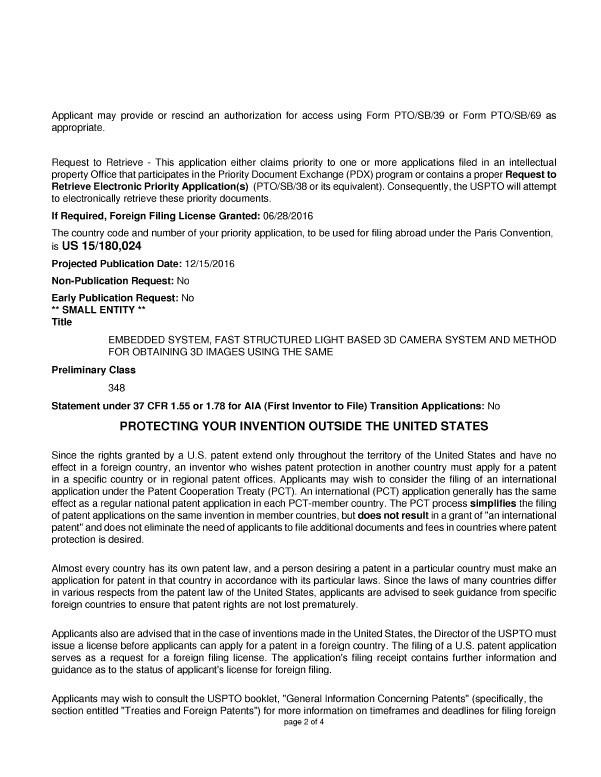 Applicant may provide or rescind an authorization for access using Form PTO/SB/39 or Form PTO/SB/69 as
appropriate.
Request to Retrieve - This application either claims priority to one or more applications filed in an intellectual
property Office that participates in the Priority Document Exchange (PDX) program or contains a proper Request to
Retrieve Electronic Priority Application(s) (PTO/SB/38 or its equivalent). Consequently, the USPTO will attempt
to electronically retrieve these priority documents.
If Required, Foreign Filing License Granted: 06/28/2016
The country code and number of your priority application, to be used for filing abroad under the Paris Convention,
is US 15/180,024
Projected Publication Date: 12/15/2016
Non-Publication Request: No
Early Publication Request: No
** SMALL ENTITY **
Title
EMBEDDED SYSTEM, FAST STRUCTURED LIGHT BASED 3D CAMERA SYSTEM AND METHOD
FOR OBTAINING 3D IMAGES USING THE SAME
Preliminary Class
348
Statement under 37 CFR 1.55 or 1.78 for AIA (First Inventor to File) Transition Applications: No
PROTECTING YOUR INVENTION OUTSIDE THE UNITED STATES
Since the rights granted by a U.S. patent extend only throughout the territory of the United States and have no
effect in a foreign country, an inventor who wishes patent protection in another country must apply for a patent
in a specific country or in regional patent offices. Applicants may wish to consider the filing of an international
application under the Patent Cooperation Treaty (PCT). An international (PCT) application generally has the same
effect as a regular national patent application in each PCT-member country. The PCT process simplifies the filing
of patent applications on the same invention in member countries, but does not result in a grant of "an international
patent" and does not eliminate the need of applicants to file additional documents and fees in countries where patent
protection is desired.
Almost every country has its own patent law, and a person desiring a patent in a particular country must make an
application for patent in that country in accordance with its particular laws. Since the laws of many countries differ
in various respects from the patent law of the United States, applicants are advised to seek guidance from specific
foreign countries to ensure that patent rights are not lost prematurely.
Applicants also are advised that in the case of inventions made in the United States, the Director of the USPTO must
issue a license before applicants can apply for a patent in a foreign country. The filing of a U.S. patent application
serves as a request for a foreign filing license. The application's filing receipt contains further information and
guidance as to the status of applicant's license for foreign filing.
Applicants may wish to consult the USPTO booklet, "General Information Concerning Patents" (specifically, the
section entitled "Treaties and Foreign Patents") for more information on timeframes and deadlines for filing foreign
page 2 of 4